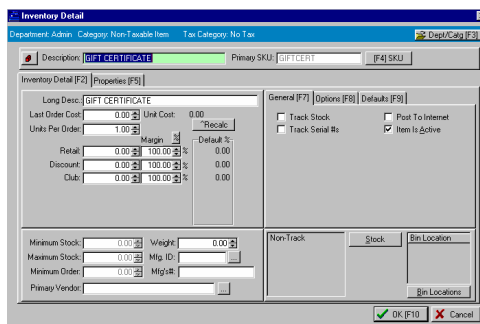 Inventory Detail
Department: Admin Category: Non-Taxable Item Tax Category: No Tax
Dept/Catg [F3]
Description: GIFT CERTIFICATE Primary SKU: GIFTCERT [F4] SKU
Inventory Detail [F2] Properties [F5]
Long Desc.: GIFT CERTIFICATE
Last Order Cost: 0.00 Unit Cost: 0.00
Units Per Order: 1.00 ^Recalc
Margin % Default %
Retail: 0.00 100.00 % 0.00
Discount: 0.00 100.00 % 0.00
Club: 0.00 100.00 % 0.00
General [F7] Options [F8] Defaults [F9]
Track Stock Post To Internet
Track Serial #s Item Is Active
Minimum Stock: 0.00 Weight: 0.00
Maximum Stock: 0.00 Mfg. ID: ...
Minimum Order: 0.00 Mfg's#:
Primary Vendor: ...
Non-Track Stock Bin Location
Bin Locations
OK [F10 Cancel